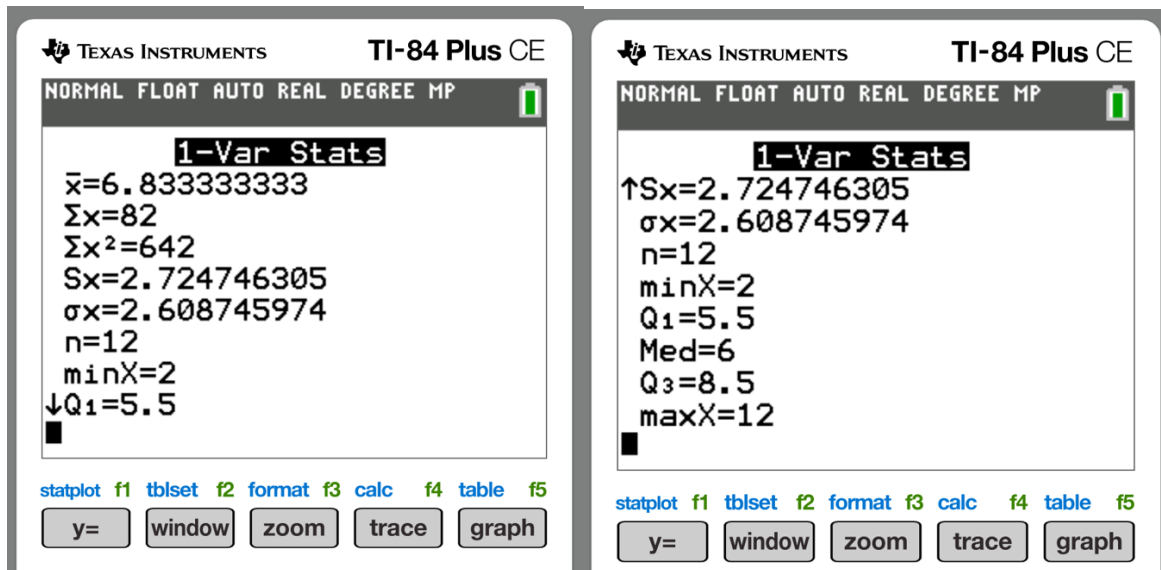 TEXAS INSTRUMENTS TI-84 Plus CE
NORMAL FLOAT AUTO REAL DEGREE MP
1-Var Stats
x̄=6.833333333
Σx=82
Σx²=642
Sx=2.724746305
σx=2.608745974
n=12
minX=2
↓Q₁=5.5
statplot f1 tblset f2 format f3 calc f4 table f5
y= window zoom trace graph
TEXAS INSTRUMENTS TI-84 Plus CE
NORMAL FLOAT AUTO REAL DEGREE MP
1-Var Stats
↑Sx=2.724746305
σx=2.608745974
n=12
minX=2
Q₁=5.5
Med=6
Q₃=8.5
maxX=12
statplot f1 tblset f2 format f3 calc f4 table f5
y= window zoom trace graph